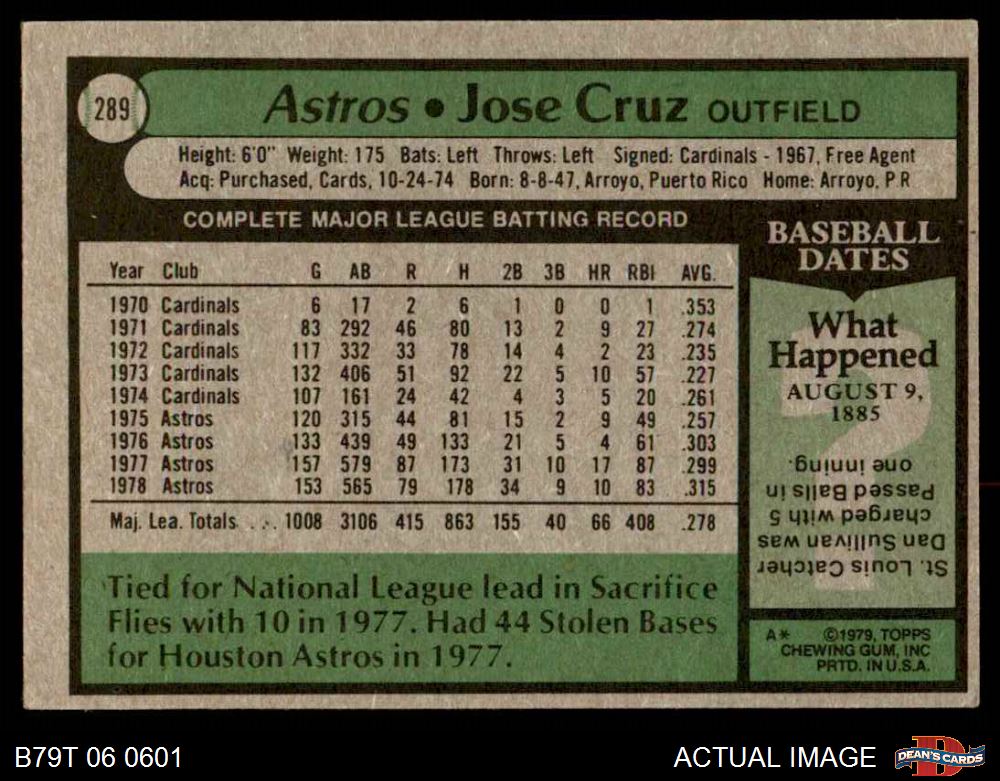 289
Astros • Jose Cruz OUTFIELD
Height: 6'0" Weight: 175 Bats: Left Throws: Left Signed: Cardinals - 1967, Free Agent
Acq: Purchased, Cards, 10-24-74 Born: 8-8-47, Arroyo, Puerto Rico Home: Arroyo, P R
COMPLETE MAJOR LEAGUE BATTING RECORD
Year Club G AB R H 2B 3B HR RBI AVG.
1970 Cardinals 6 17 2 6 1 0 0 1 .353
1971 Cardinals 83 292 46 80 13 2 9 27 .274
1972 Cardinals 117 332 33 78 14 4 2 23 .235
1973 Cardinals 132 406 51 92 22 5 10 57 .227
1974 Cardinals 107 161 24 42 4 3 5 20 .261
1975 Astros 120 315 44 81 15 2 9 49 .257
1976 Astros 133 439 49 133 21 5 4 61 .303
1977 Astros 157 579 87 173 31 10 17 87 .299
1978 Astros 153 565 79 178 34 9 10 83 .315
Maj. Lea. Totals . . . 1008 3106 415 863 155 40 66 408 .278
Tied for National League lead in Sacrifice
Flies with 10 in 1977. Had 44 Stolen Bases
for Houston Astros in 1977.
BASEBALL
DATES
What
Happened
AUGUST 9,
1885
?
St. Louis Catcher
Dan Sullivan was
charged with 5
Passed Balls in
one inning.
A* ©1979, TOPPS
CHEWING GUM, INC
PRTD. IN U.S.A.
B79T 06 0601
ACTUAL IMAGE
D
DEAN'S CARDS